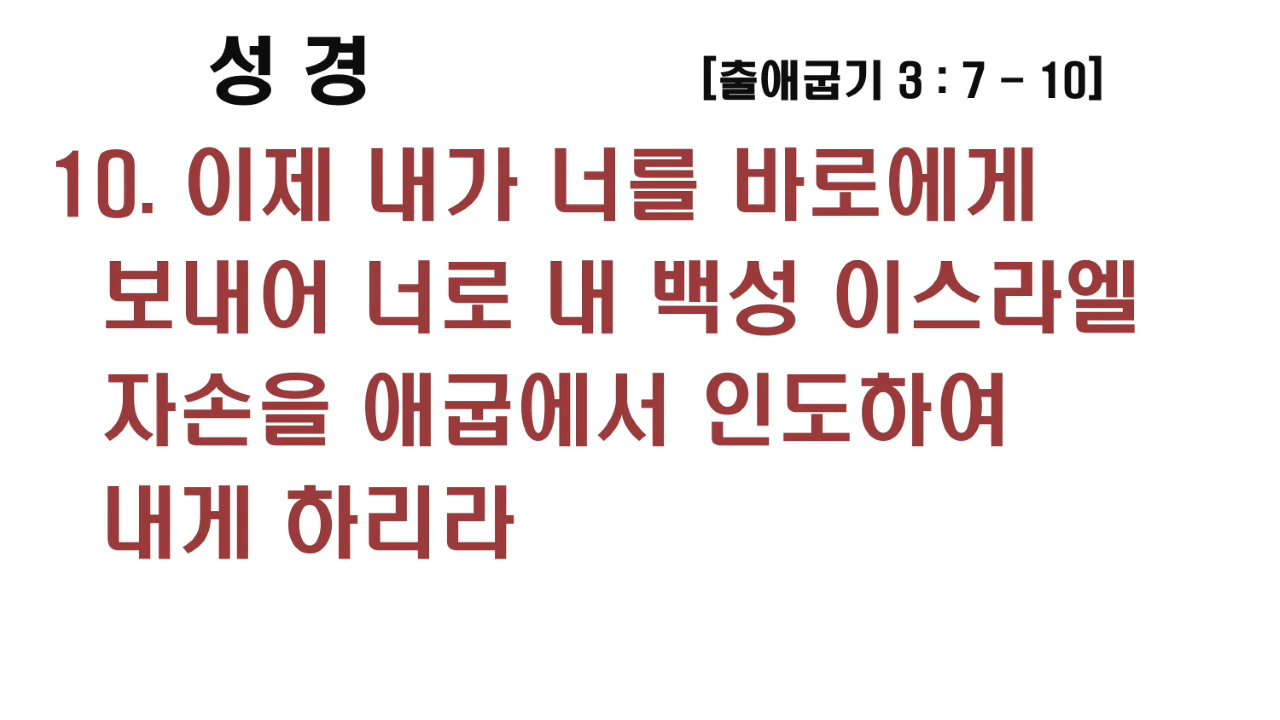 성 경 [출애굽기 3 : 7 - 10]
10. 이제 내가 너를 바로에게
보내어 너로 내 백성 이스라엘
자손을 애굽에서 인도하여
내게 하리라